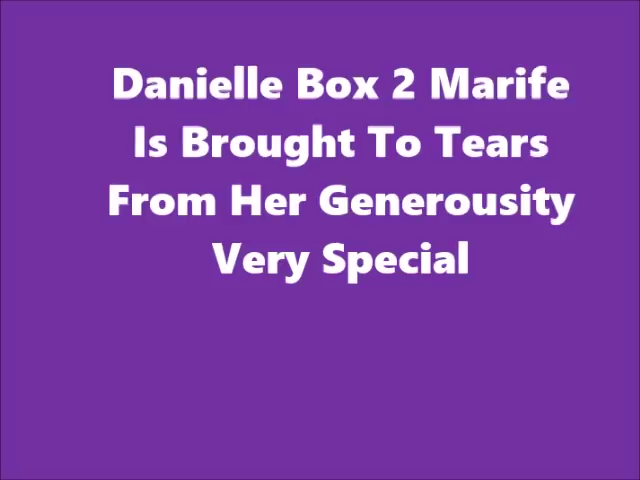 Danielle Box 2 Marife
Is Brought To Tears
From Her Generousity
Very Special